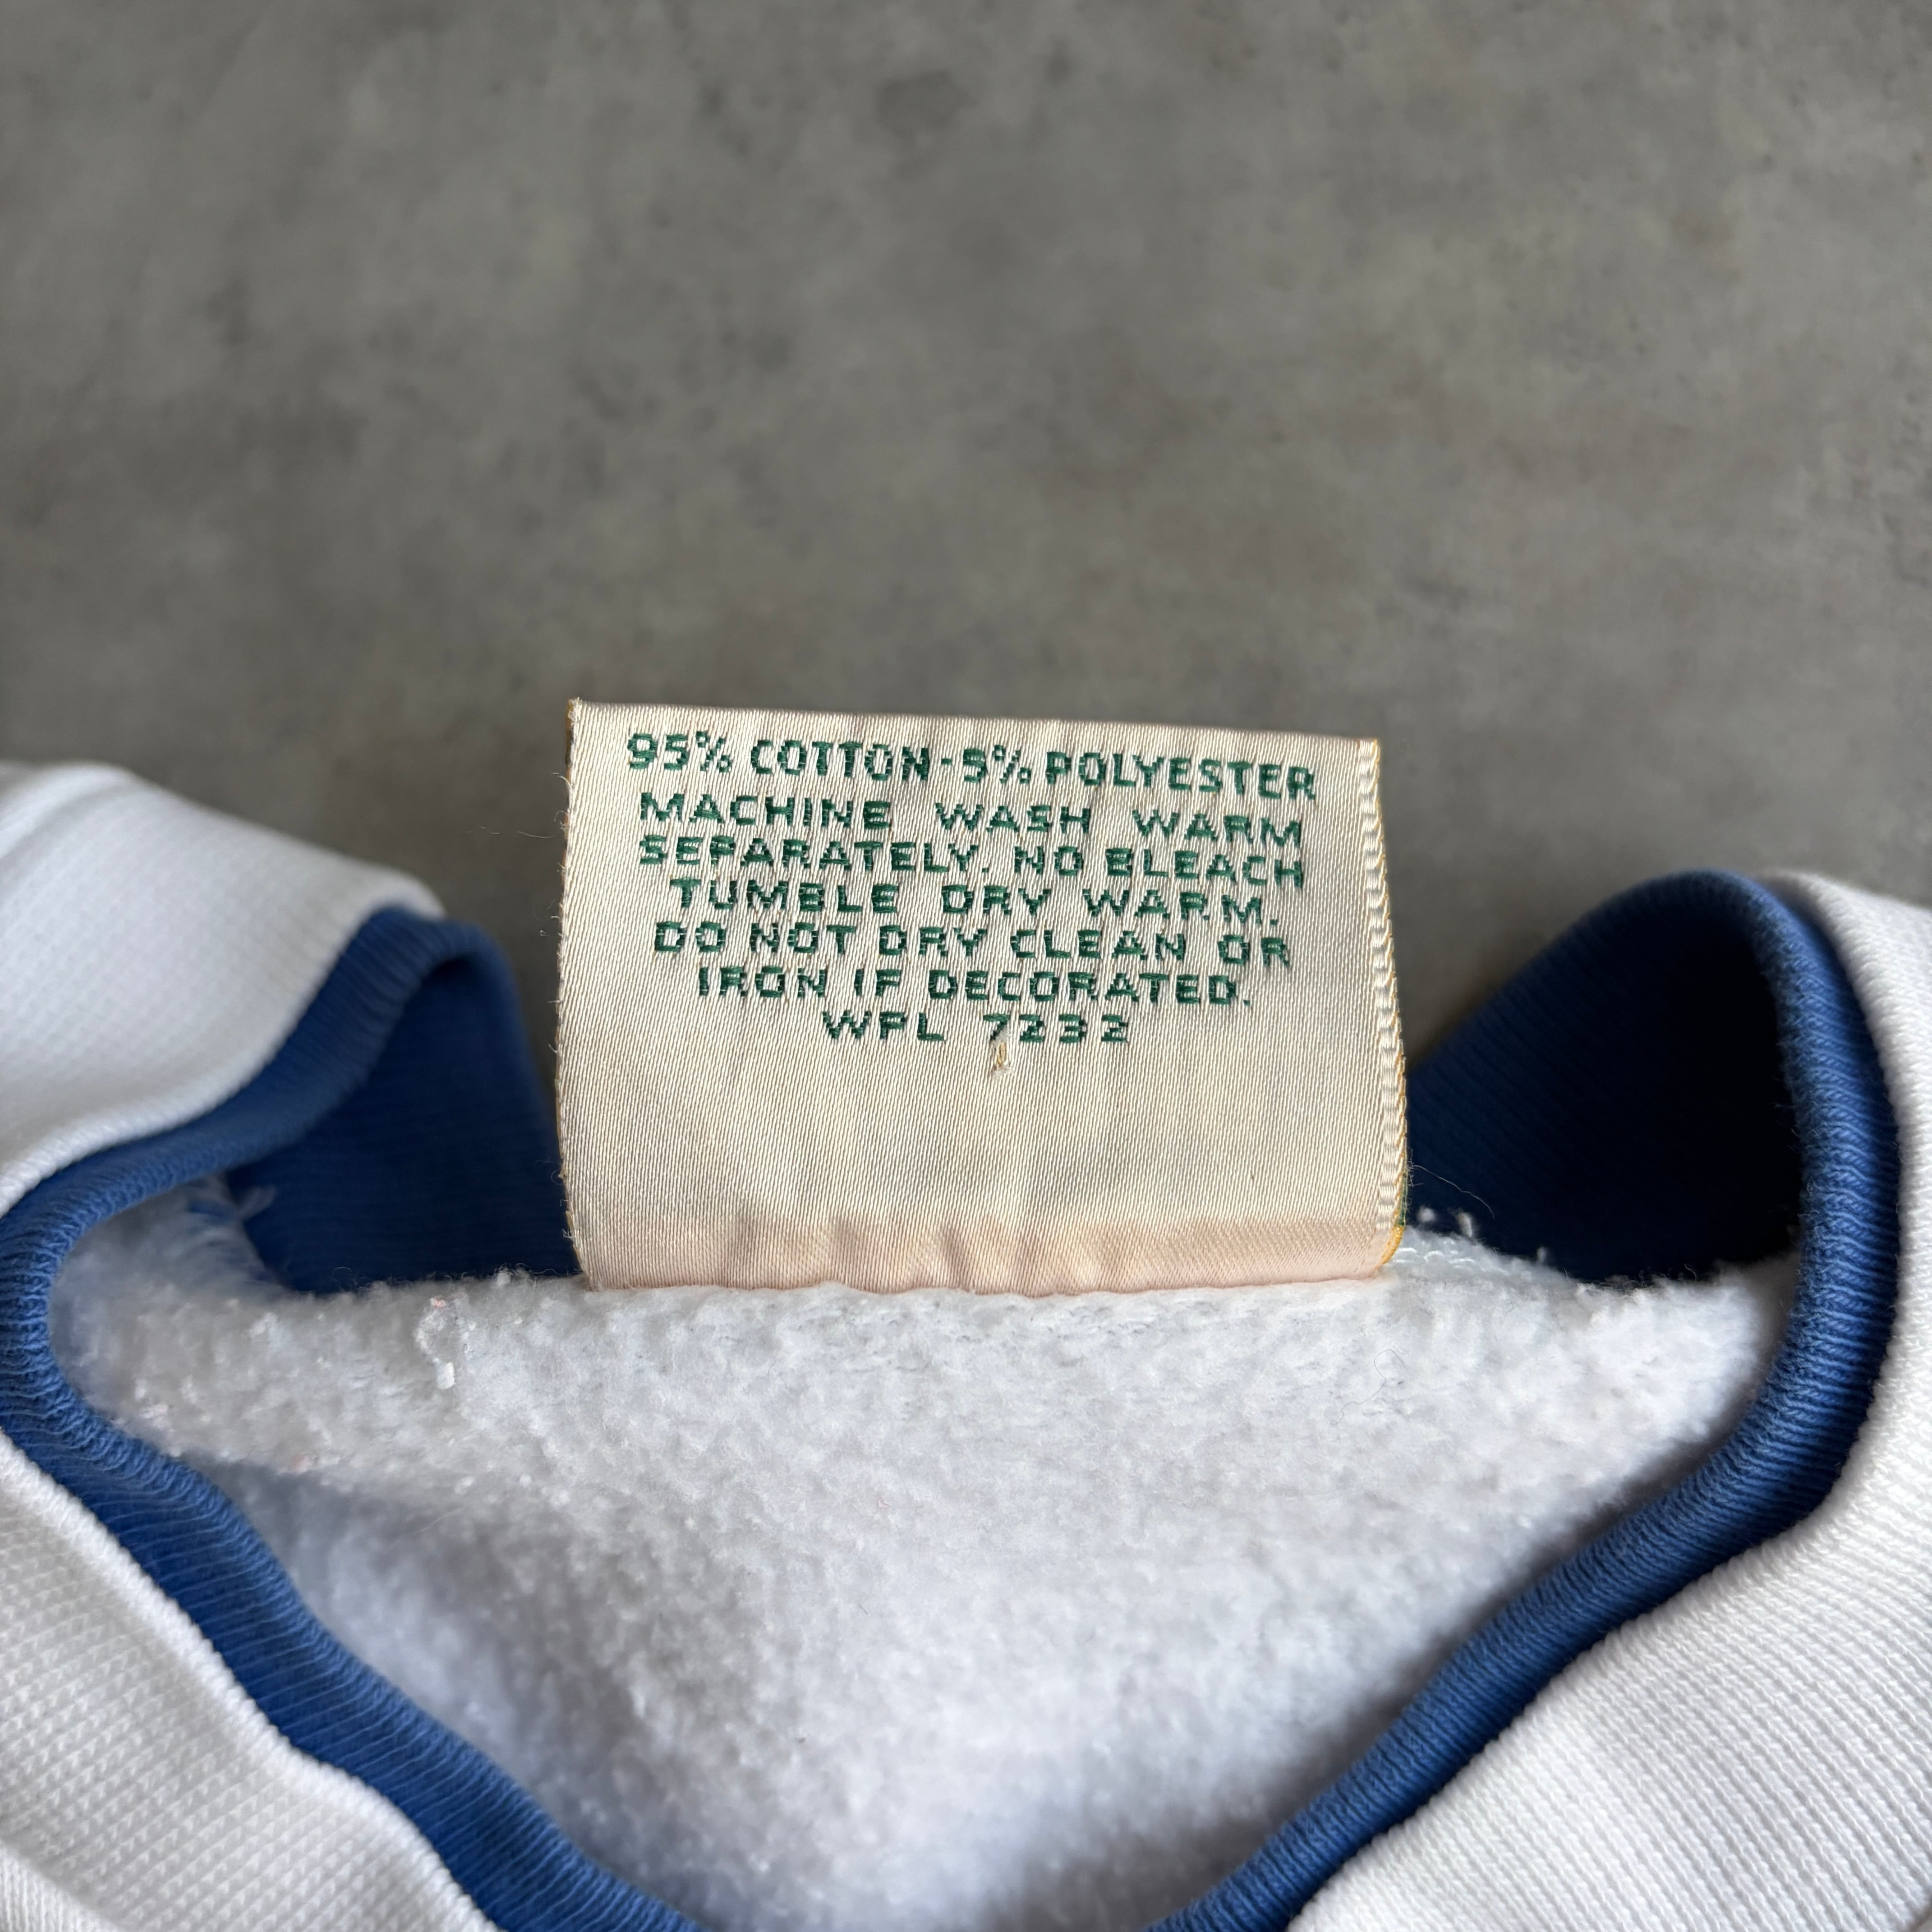 95% COTTON-5% POLYESTER
MACHINE WASH WARM
SEPARATELY. NO BLEACH
TUMBLE DRY WARM.
DO NOT DRY CLEAN OR
IRON IF DECORATED.
WPL 7232